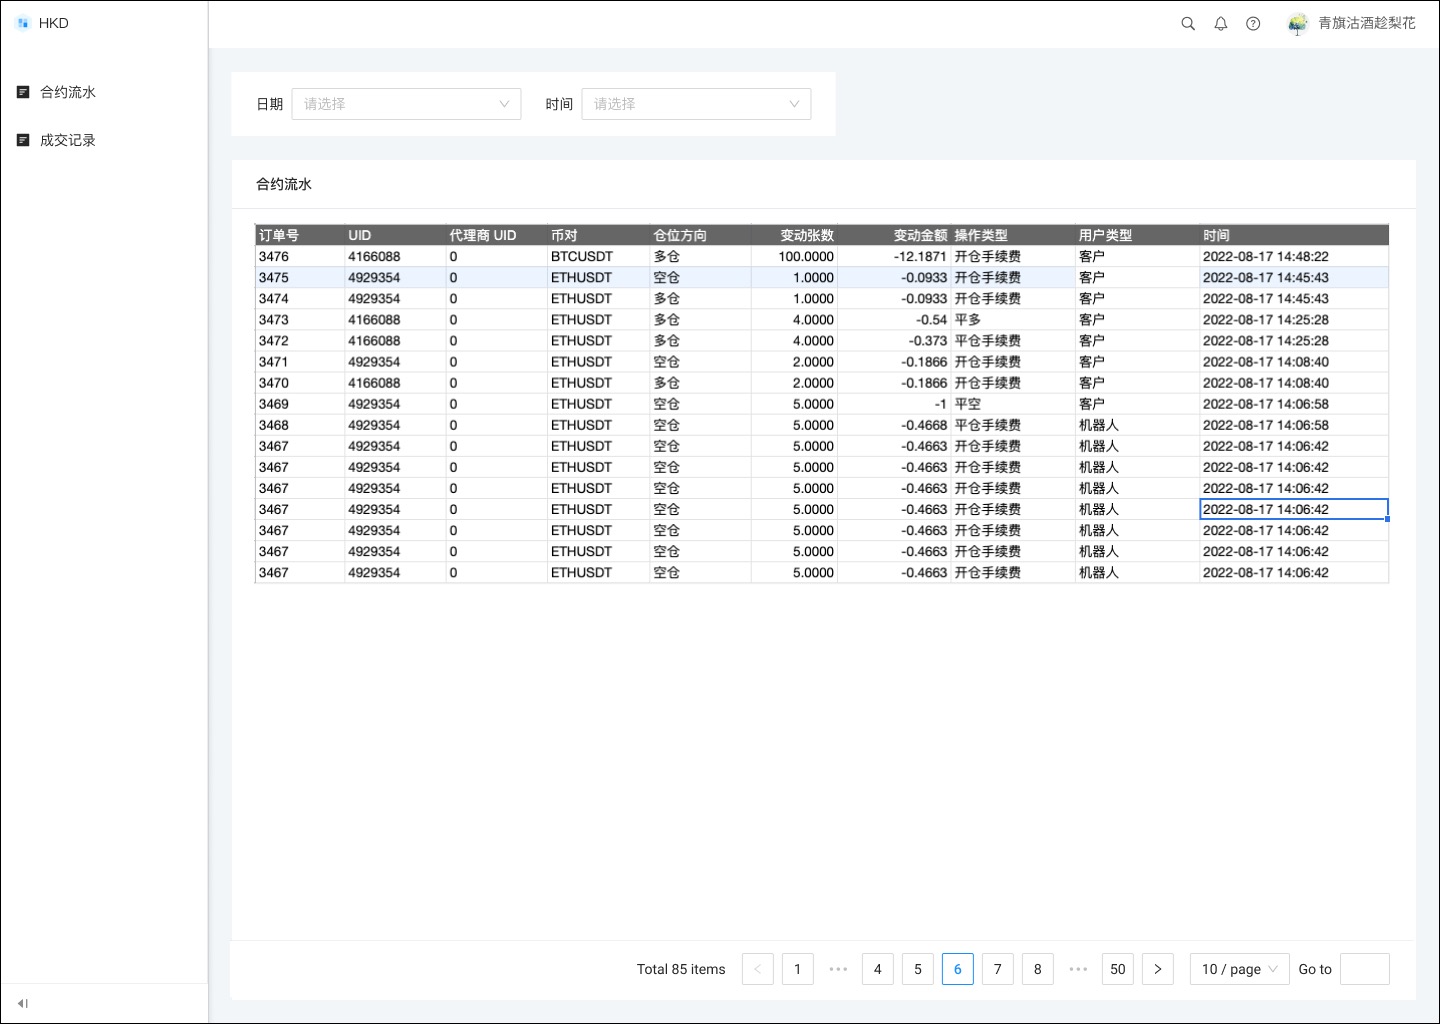 HKD
青旗沽酒趁梨花
合约流水
成交记录
日期 请选择 时间 请选择
合约流水
订单号 UID 代理商 UID 币对 仓位方向 变动张数 变动金额 操作类型 用户类型 时间
3476 4166088 0 BTCUSDT 多仓 100.0000 -12.1871 开仓手续费 客户 2022-08-17 14:48:22
3475 4929354 0 ETHUSDT 空仓 1.0000 -0.0933 开仓手续费 客户 2022-08-17 14:45:43
3474 4929354 0 ETHUSDT 多仓 1.0000 -0.0933 开仓手续费 客户 2022-08-17 14:45:43
3473 4166088 0 ETHUSDT 多仓 4.0000 -0.54 平多 客户 2022-08-17 14:25:28
3472 4166088 0 ETHUSDT 多仓 4.0000 -0.373 平仓手续费 客户 2022-08-17 14:25:28
3471 4929354 0 ETHUSDT 空仓 2.0000 -0.1866 开仓手续费 客户 2022-08-17 14:08:40
3470 4166088 0 ETHUSDT 多仓 2.0000 -0.1866 开仓手续费 客户 2022-08-17 14:08:40
3469 4929354 0 ETHUSDT 空仓 5.0000 -1 平空 客户 2022-08-17 14:06:58
3468 4929354 0 ETHUSDT 空仓 5.0000 -0.4668 平仓手续费 机器人 2022-08-17 14:06:58
3467 4929354 0 ETHUSDT 空仓 5.0000 -0.4663 开仓手续费 机器人 2022-08-17 14:06:42
3467 4929354 0 ETHUSDT 空仓 5.0000 -0.4663 开仓手续费 机器人 2022-08-17 14:06:42
3467 4929354 0 ETHUSDT 空仓 5.0000 -0.4663 开仓手续费 机器人 2022-08-17 14:06:42
3467 4929354 0 ETHUSDT 空仓 5.0000 -0.4663 开仓手续费 机器人 2022-08-17 14:06:42
3467 4929354 0 ETHUSDT 空仓 5.0000 -0.4663 开仓手续费 机器人 2022-08-17 14:06:42
3467 4929354 0 ETHUSDT 空仓 5.0000 -0.4663 开仓手续费 机器人 2022-08-17 14:06:42
3467 4929354 0 ETHUSDT 空仓 5.0000 -0.4663 开仓手续费 机器人 2022-08-17 14:06:42
Total 85 items < 1 ••• 4 5 6 7 8 ••• 50 > 10 / page Go to